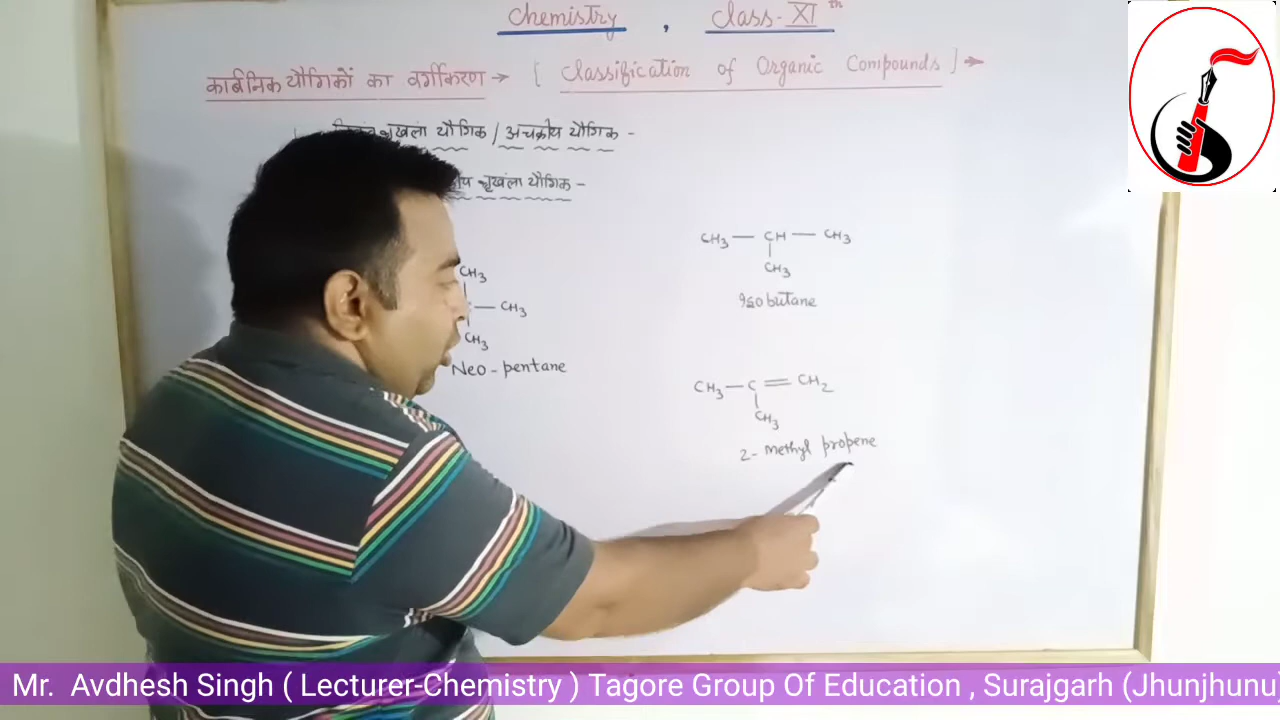 Chemistry , Class-XI th
कार्बनिक यौगिकों का वर्गीकरण → [ Classification of Organic Compounds ] →
श्रृखंला यौगिक / अचक्रीय यौगिक -
श्रृखंला यौगिक -
CH3 — CH — CH3
CH3
Isobutane
CH3
— CH3
CH3
Neo - pentane
CH3 — C = CH2
CH3
2- methyl propene
Mr. Avdhesh Singh ( Lecturer-Chemistry ) Tagore Group Of Education , Surajgarh (Jhunjhunu)